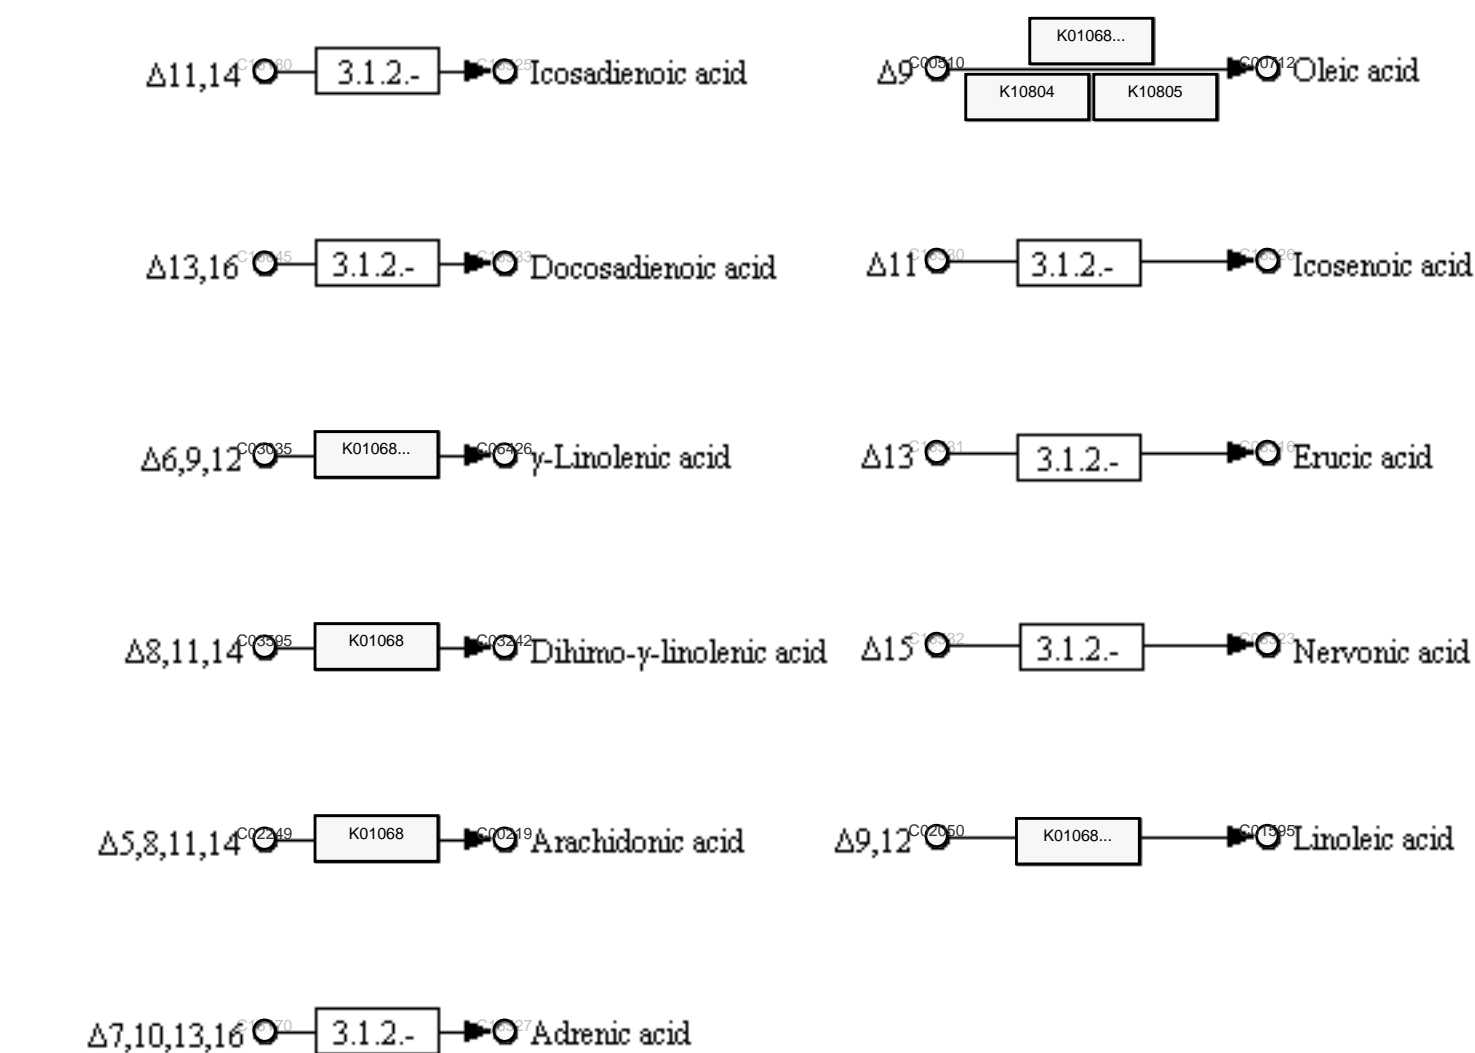 Δ11,14 3.1.2.- Icosadienoic acid
K01068...
Δ9 C00510 C00712 Oleic acid
K10804 K10805
Δ13,16 3.1.2.- Docosadienoic acid
Δ11 3.1.2.- Icosenoic acid
Δ6,9,12 C03035 K01068... C06426 γ-Linolenic acid
Δ13 3.1.2.- Erucic acid
Δ8,11,14 C03595 K01068 C03242 Dihimo-γ-linolenic acid
Δ15 3.1.2.- Nervonic acid
Δ5,8,11,14 C02249 K01068 C00219 Arachidonic acid
Δ9,12 C02050 K01068... C01595 Linoleic acid
Δ7,10,13,16 3.1.2.- Adrenic acid